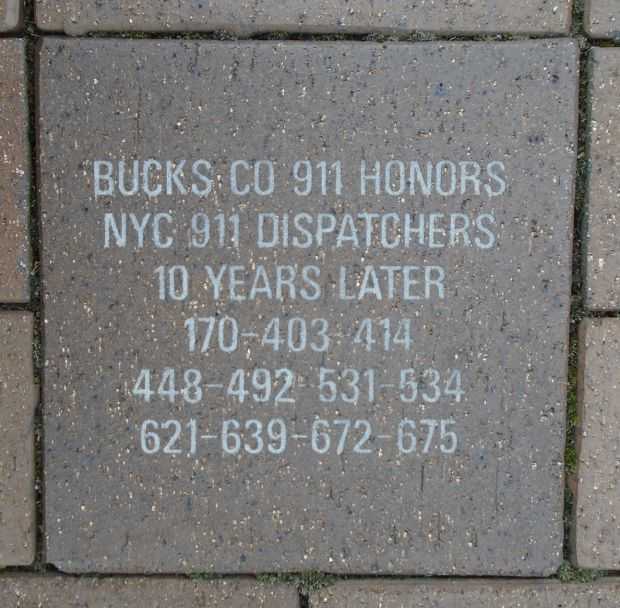 BUCKS CO 911 HONORS
NYC 911 DISPATCHERS
10 YEARS LATER
170-403-414
448-492-531-534
621-639-672-675